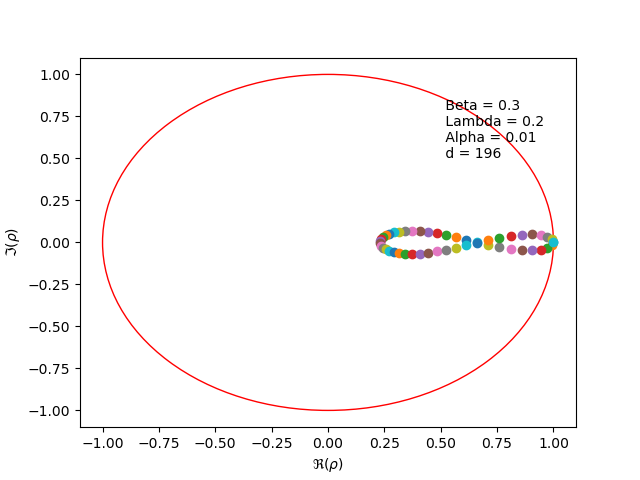 1.00
0.75
0.50
0.25
0.00
−0.25
−0.50
−0.75
−1.00
ℑ(ρ)
Beta = 0.3
Lambda = 0.2
Alpha = 0.01
d = 196
−1.00 −0.75 −0.50 −0.25 0.00 0.25 0.50 0.75 1.00
ℜ(ρ)